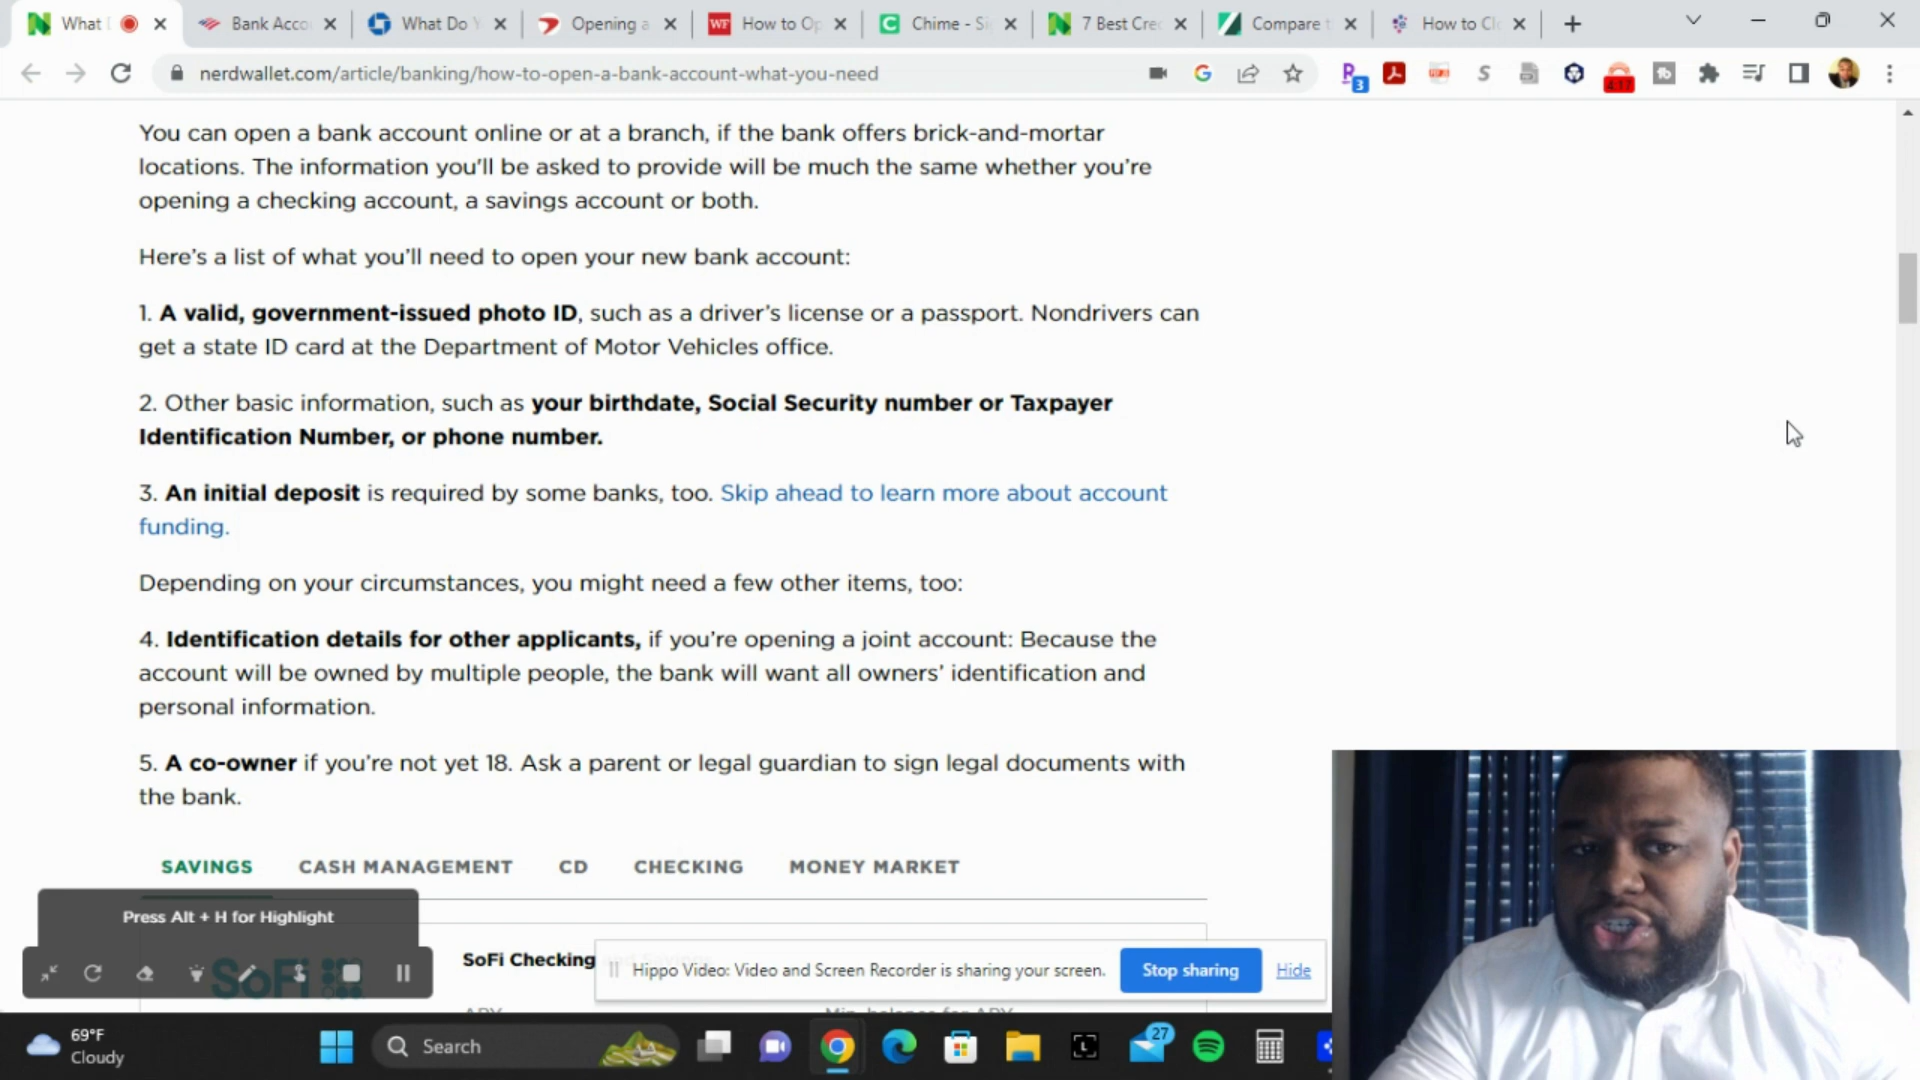 What
Bank Acco
What Do Y
Opening a
WF
How to Op
Chime - Si
7 Best Cred
Compare t
How to Clo
nerdwallet.com/article/banking/how-to-open-a-bank-account-what-you-need
3
4:17
You can open a bank account online or at a branch, if the bank offers brick-and-mortar
locations. The information you'll be asked to provide will be much the same whether you're
opening a checking account, a savings account or both.
Here's a list of what you'll need to open your new bank account:
1. A valid, government-issued photo ID, such as a driver's license or a passport. Nondrivers can
get a state ID card at the Department of Motor Vehicles office.
2. Other basic information, such as your birthdate, Social Security number or Taxpayer
Identification Number, or phone number.
3. An initial deposit is required by some banks, too. Skip ahead to learn more about account
funding.
Depending on your circumstances, you might need a few other items, too:
4. Identification details for other applicants, if you're opening a joint account: Because the
account will be owned by multiple people, the bank will want all owners' identification and
personal information.
5. A co-owner if you're not yet 18. Ask a parent or legal guardian to sign legal documents with
the bank.
SAVINGS CASH MANAGEMENT CD CHECKING MONEY MARKET
Press Alt + H for Highlight
SoFi
SoFi Checking
Hippo Video: Video and Screen Recorder is sharing your screen.
Stop sharing
Hide
APY
Min. balance for APY
69°F
Cloudy
Search
27